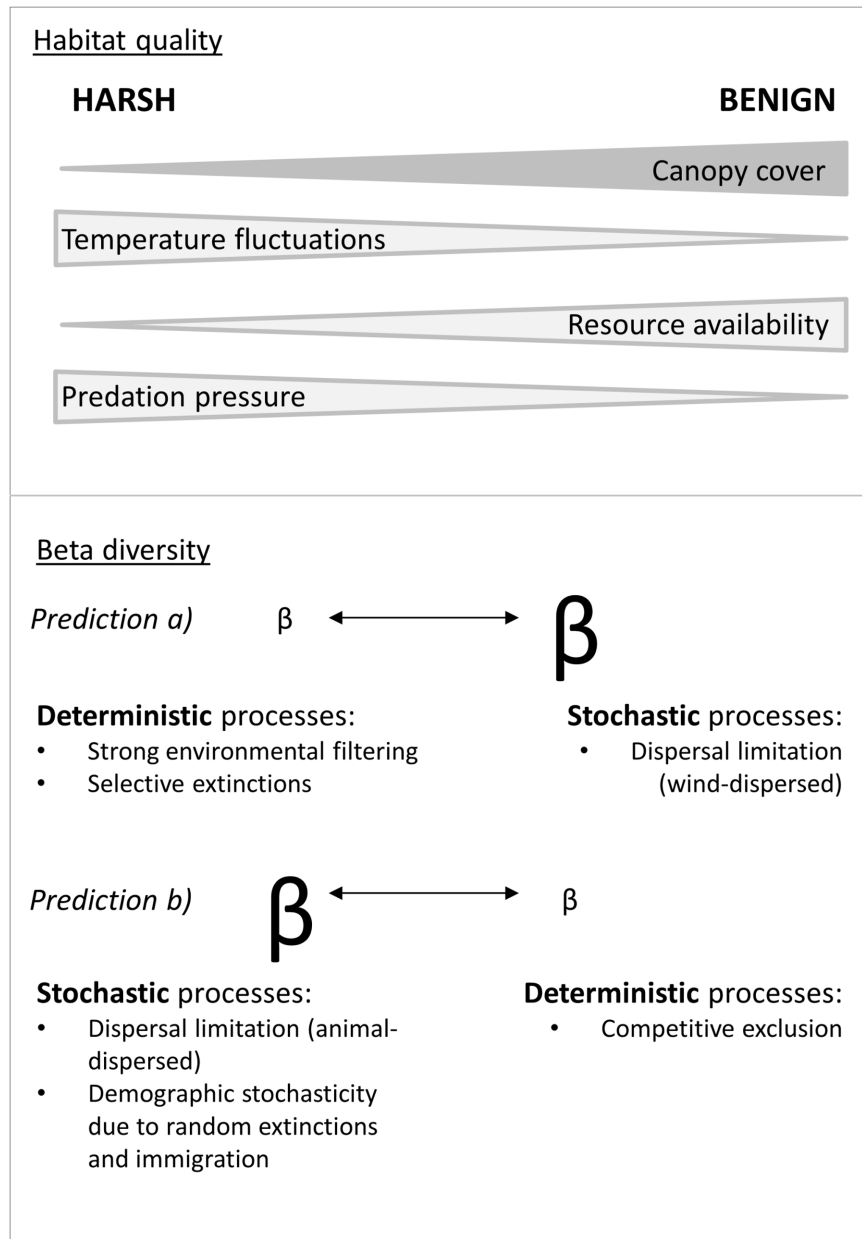 Habitat quality
HARSH
BENIGN
Canopy cover
Temperature fluctuations
Resource availability
Predation pressure
Beta diversity
Prediction a)
β
β
Deterministic processes:
• Strong environmental filtering
• Selective extinctions
Stochastic processes:
• Dispersal limitation
(wind-dispersed)
Prediction b)
β
β
Stochastic processes:
• Dispersal limitation (animal-
dispersed)
• Demographic stochasticity
due to random extinctions
and immigration
Deterministic processes:
• Competitive exclusion